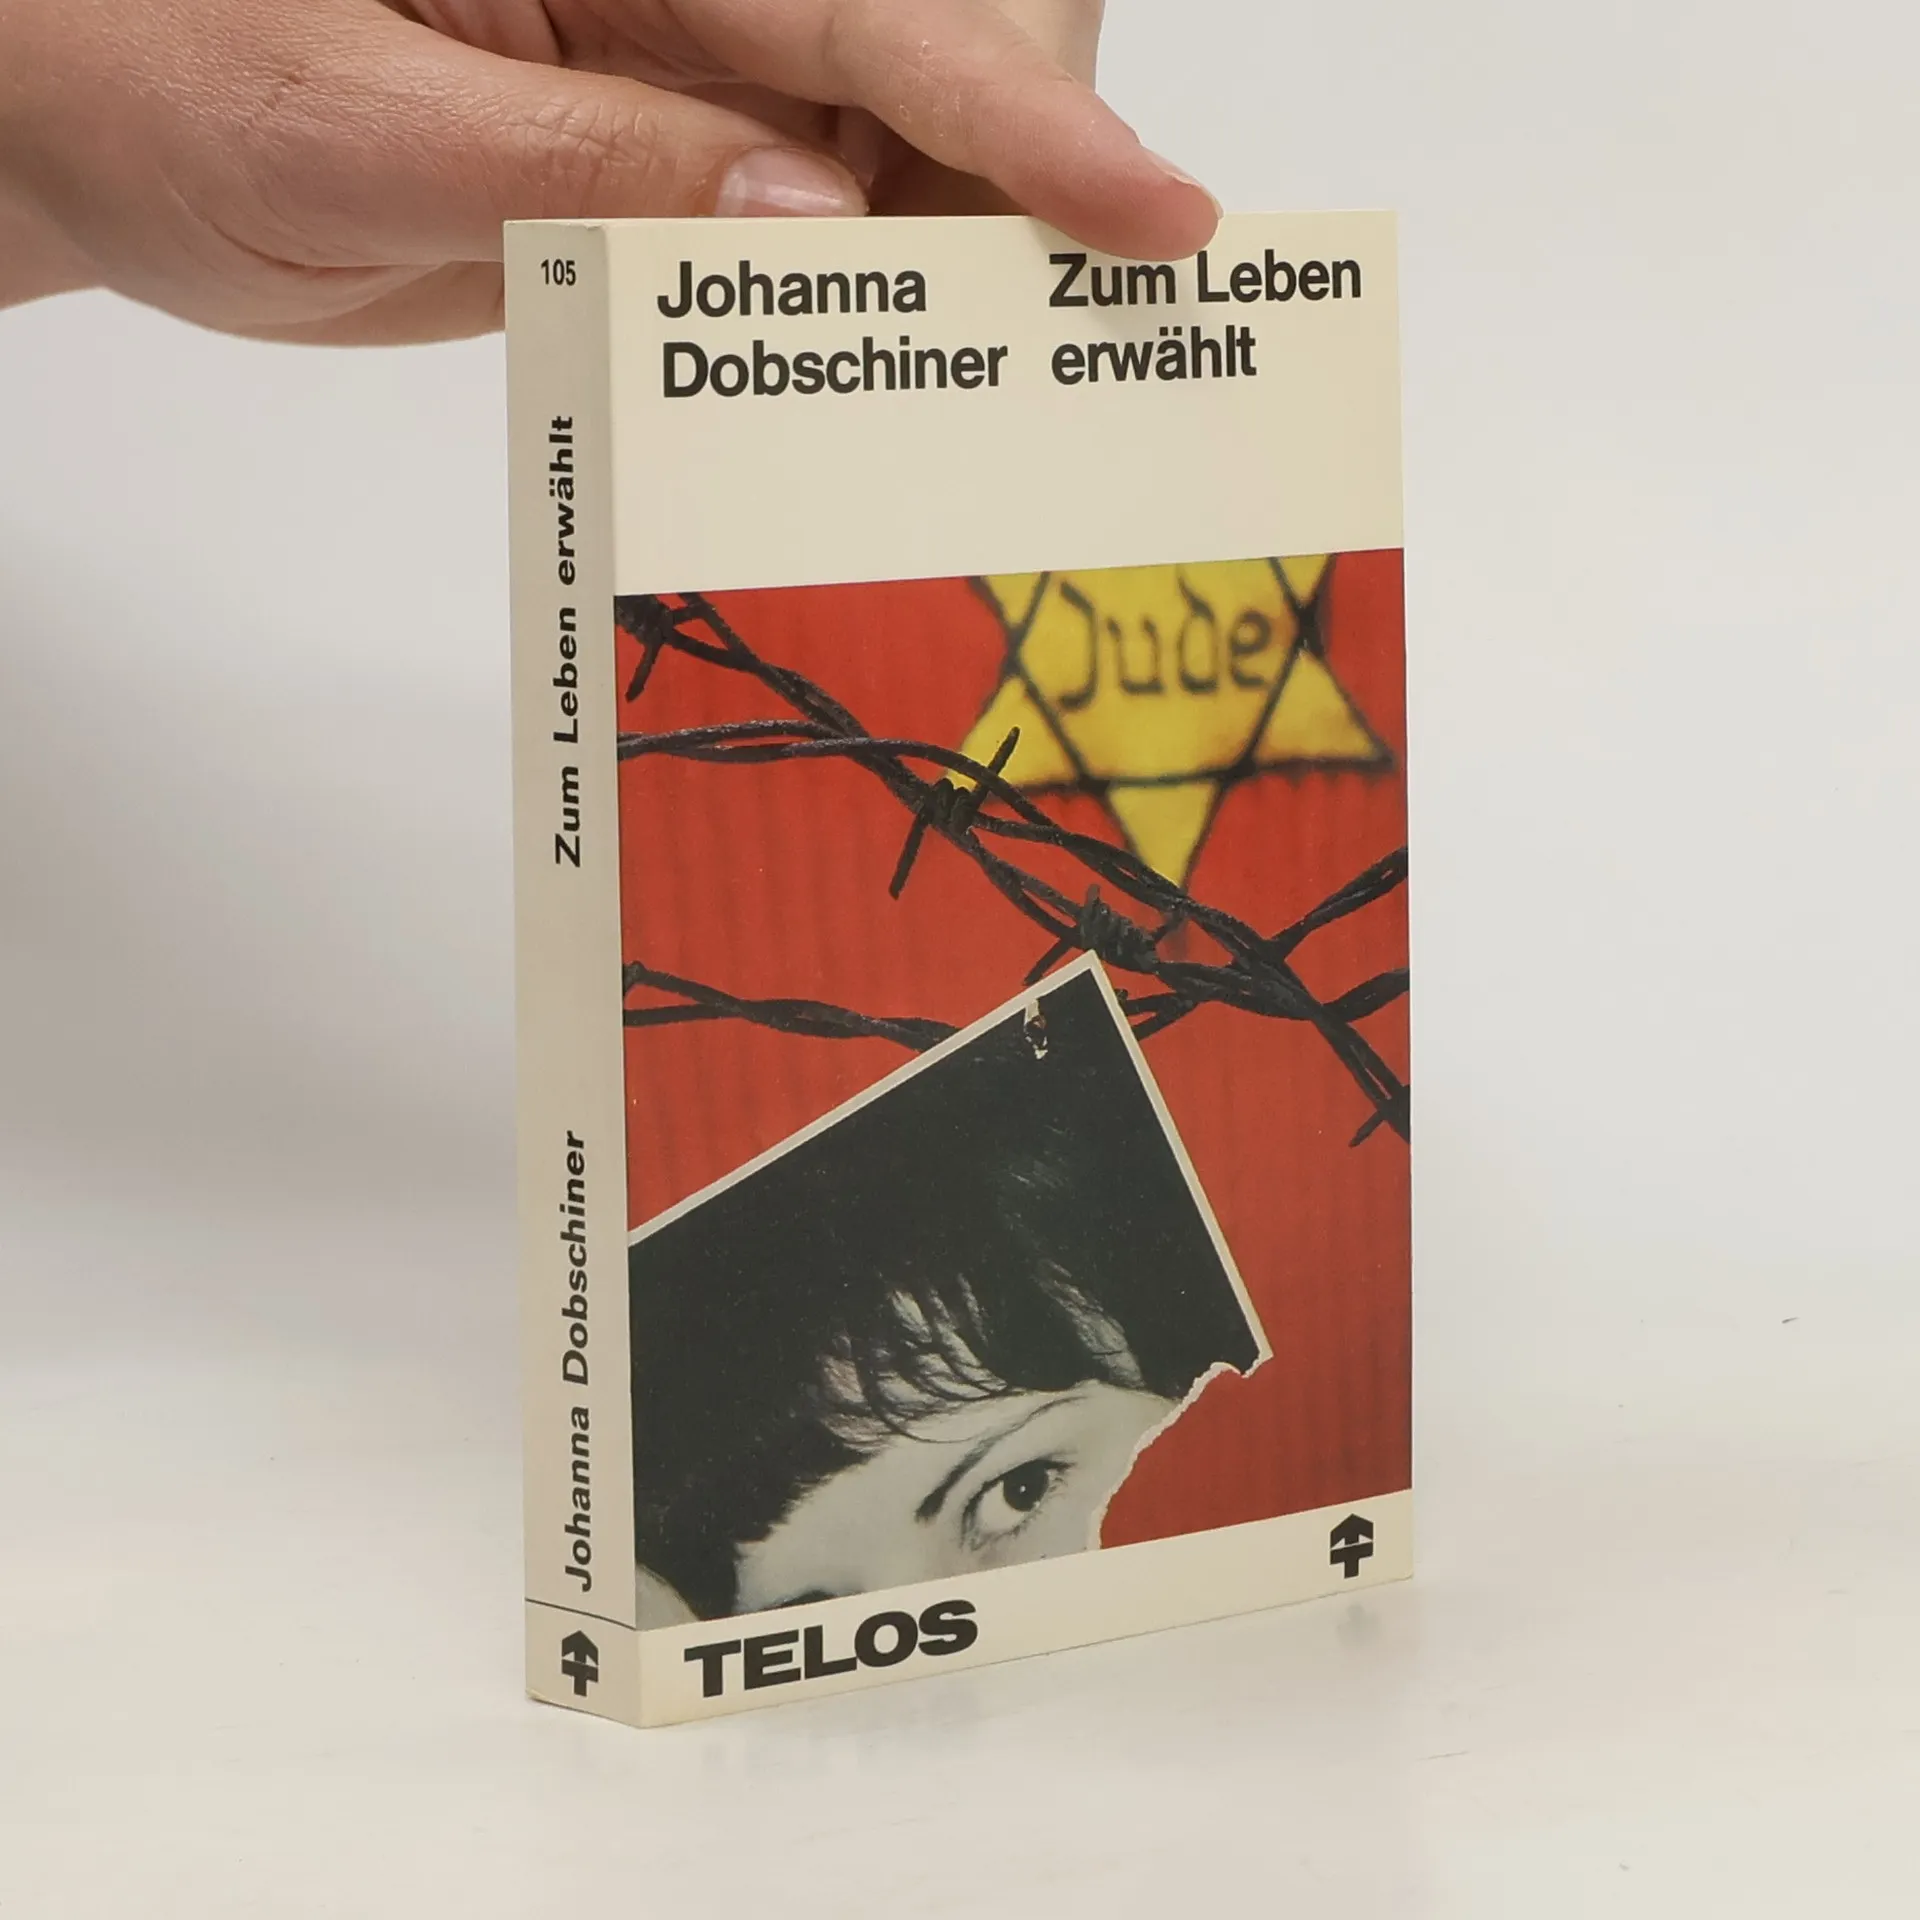 105
Zum Leben erwählt
Johanna Dobschiner
Johanna
Dobschiner
Zum Leben
erwählt
Jude
TELOS